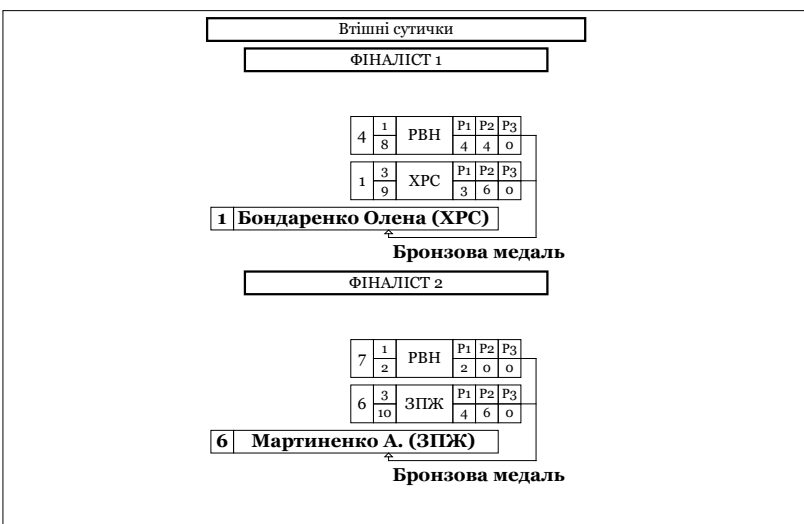 Втішні сутички
ФІНАЛІСТ 1
4 1 8 РВН P1 P2 P3 4 4 0
1 3 9 ХРС P1 P2 P3 3 6 0
1 Бондаренко Олена (ХРС)
Бронзова медаль
ФІНАЛІСТ 2
7 1 2 РВН P1 P2 P3 2 0 0
6 3 10 ЗПЖ P1 P2 P3 4 6 0
6 Мартиненко А. (ЗПЖ)
Бронзова медаль